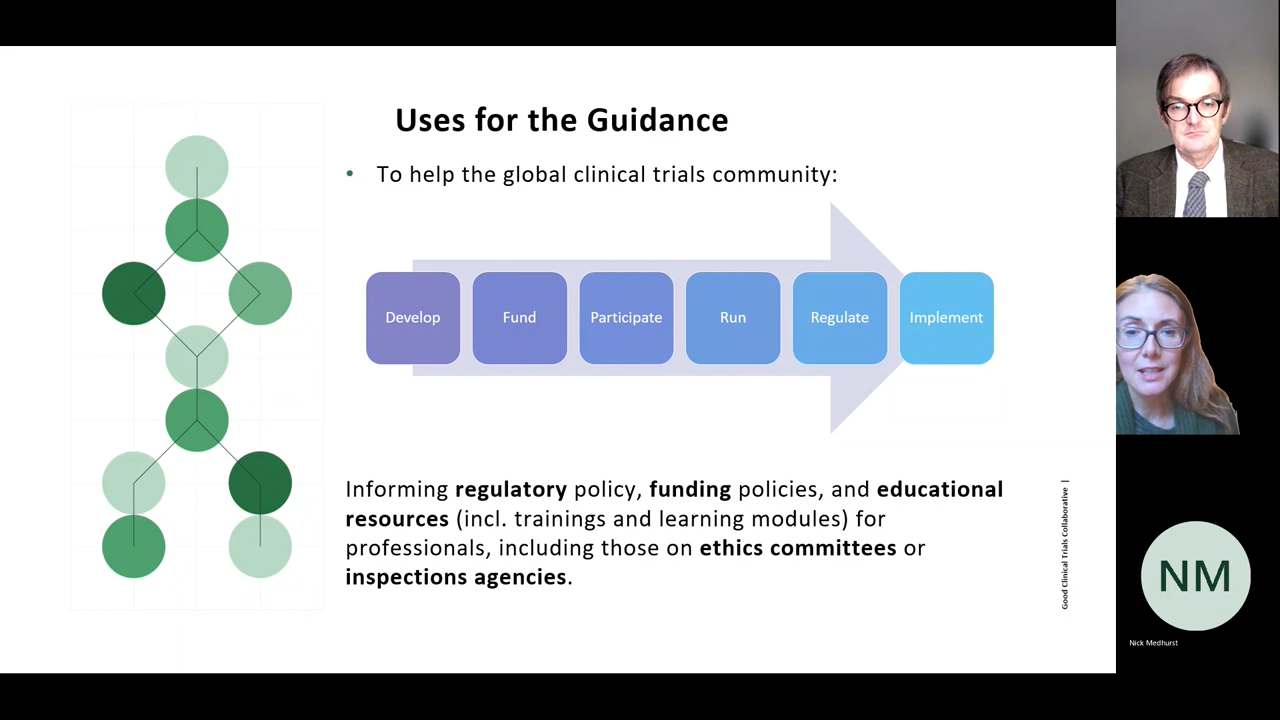 Uses for the Guidance
• To help the global clinical trials community:
Develop
Fund
Participate
Run
Regulate
Implement
Informing regulatory policy, funding policies, and educational
resources (incl. trainings and learning modules) for
professionals, including those on ethics committees or
inspections agencies.
Good Clinical Trials Collaborative |
NM
Nick Medhurst